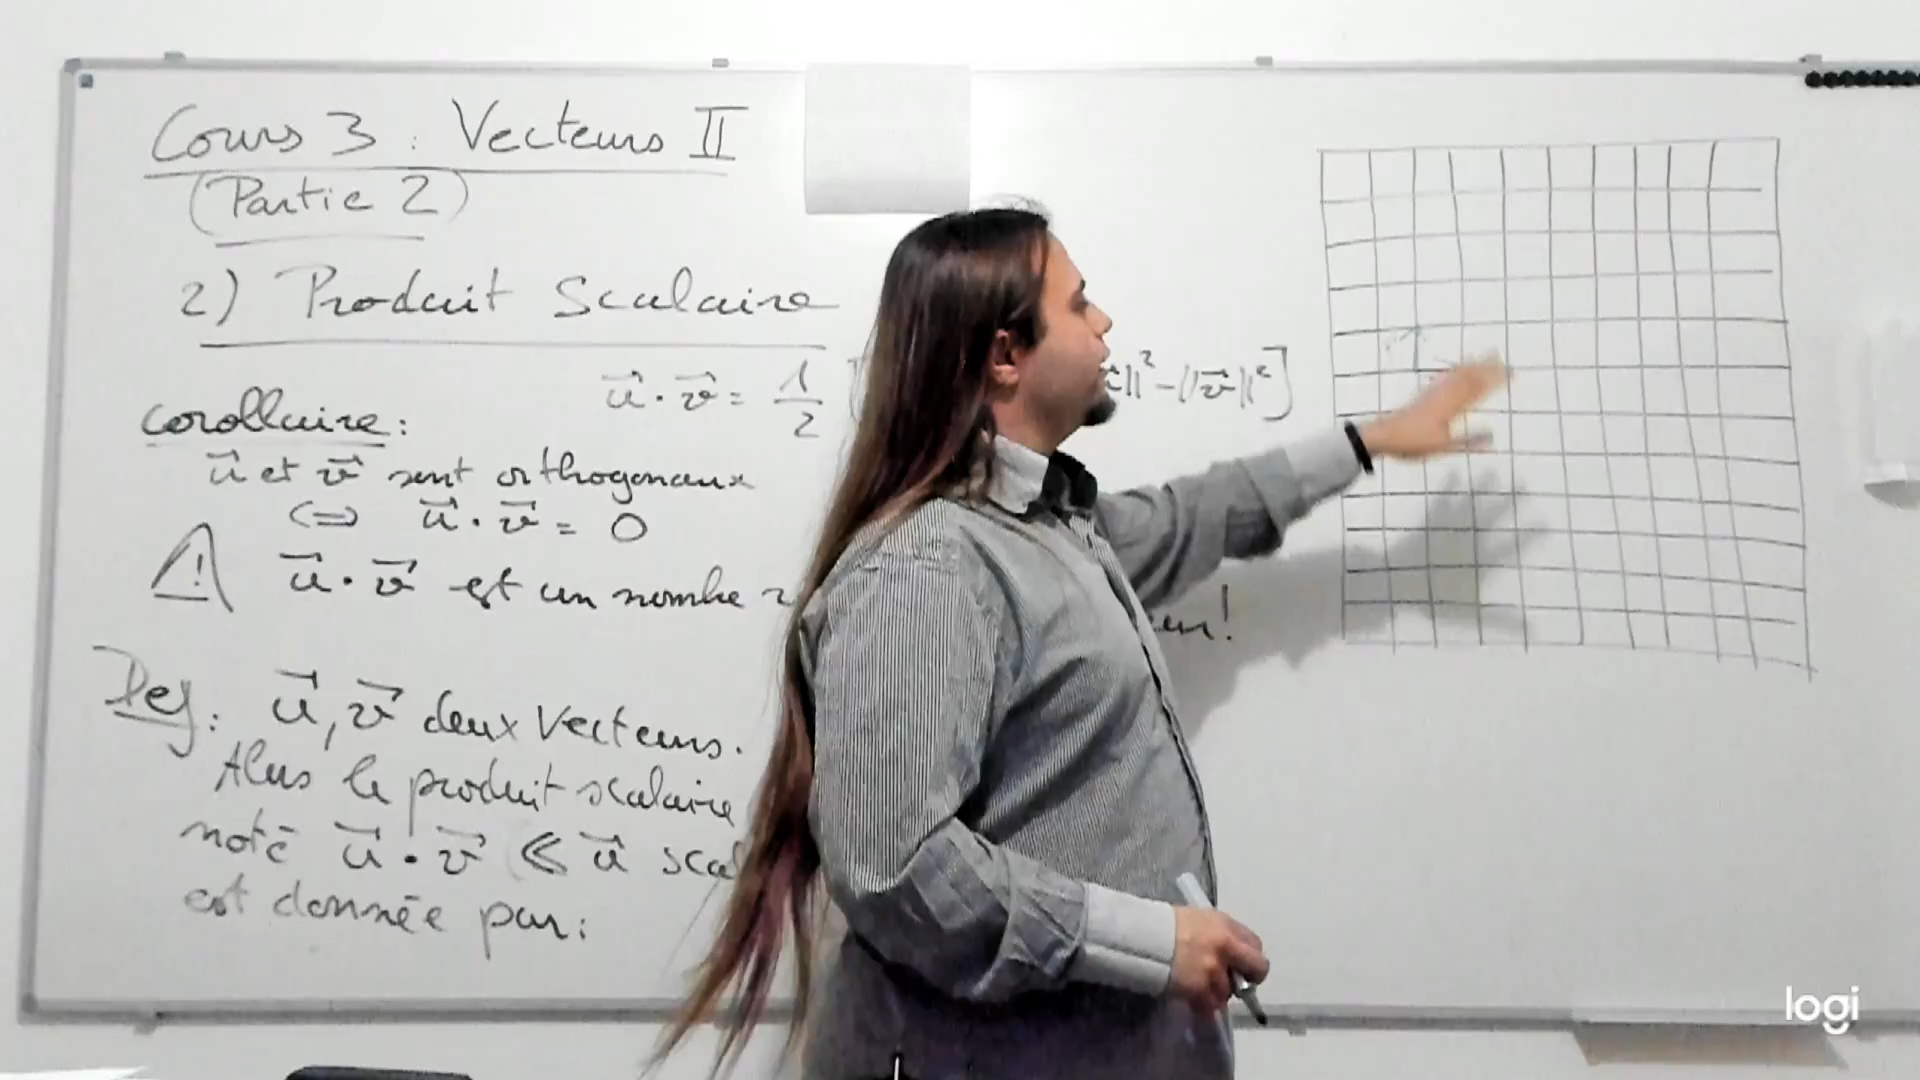 Cours 3 : Vecteurs II
(Partie 2)
2) Produit Scalaire
u⃗ . v⃗ = 1/2 [ u⃗||² - ||v⃗||² ]
corollaire :
u⃗ et v⃗ sont orthogonaux
<=> u⃗ . v⃗ = 0
⚠ u⃗ . v⃗ est un nombre
Def : u⃗, v⃗ deux Vecteurs.
Alors le produit scalaire
noté u⃗ . v⃗ ≪ u⃗ scal
est donnée par :
logi